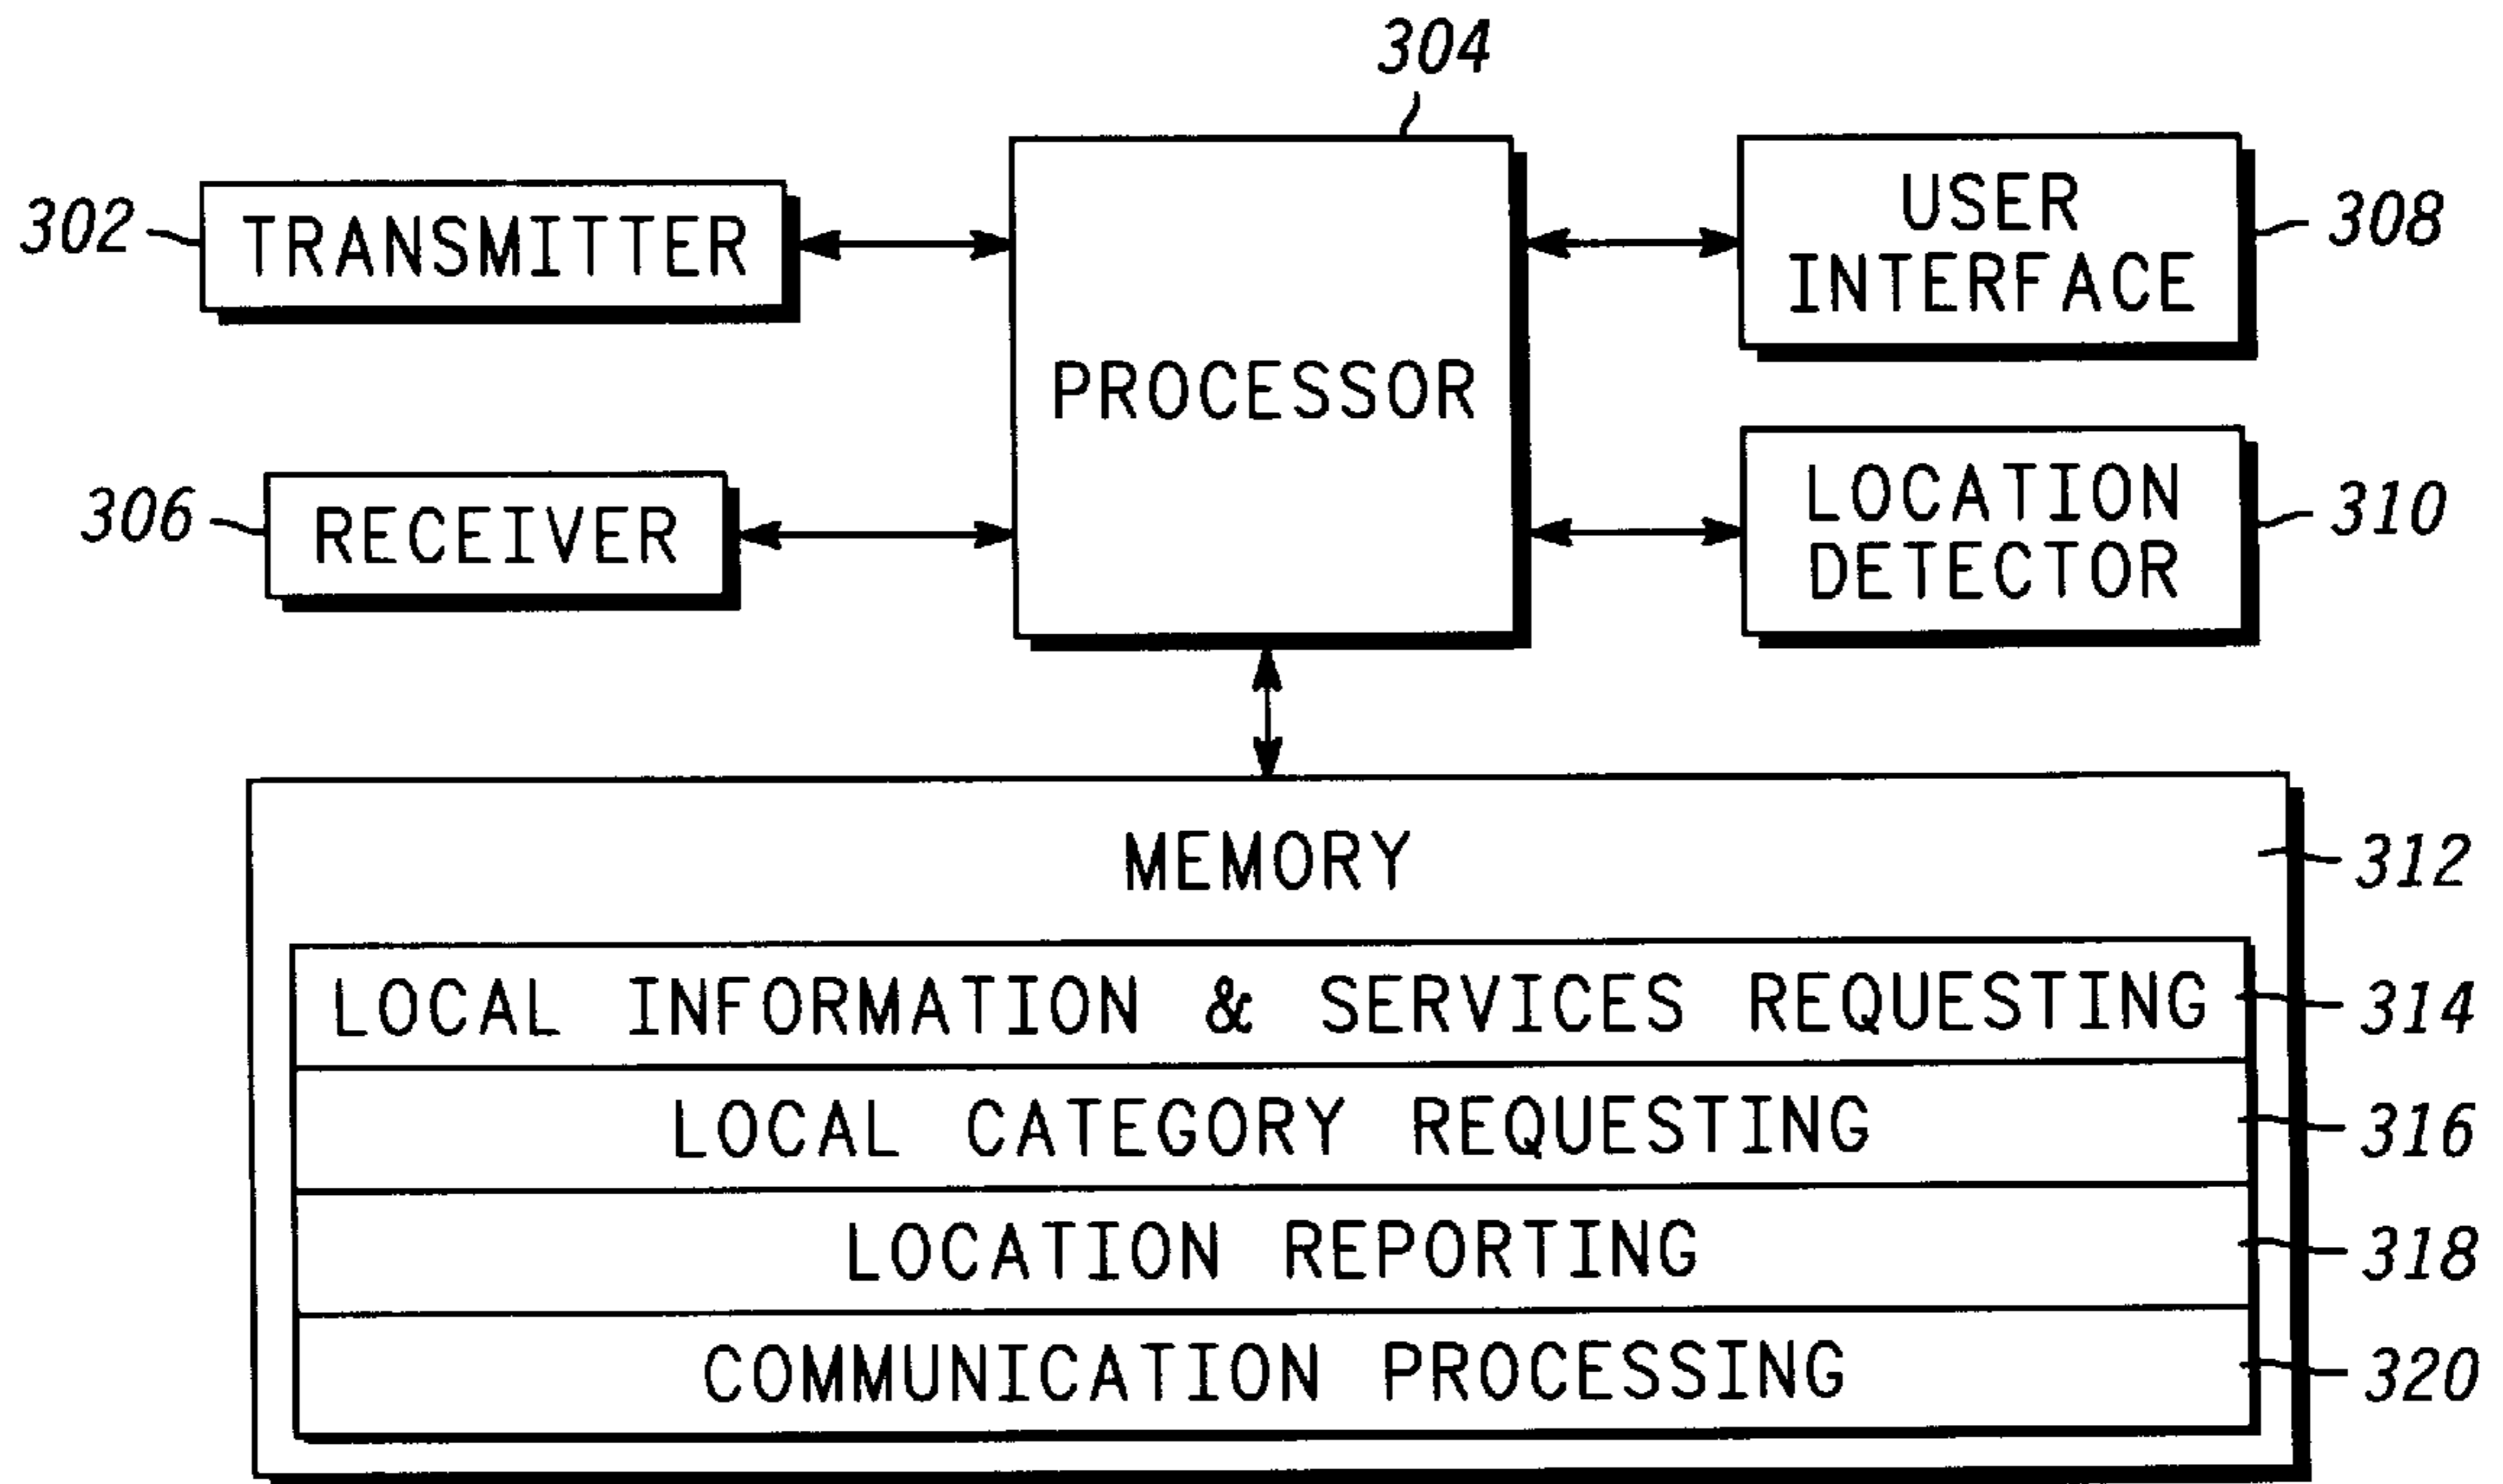 304
302
TRANSMITTER
PROCESSOR
USER
INTERFACE
308
306
RECEIVER
LOCATION
DETECTOR
310
MEMORY
312
LOCAL INFORMATION & SERVICES REQUESTING
314
LOCAL CATEGORY REQUESTING
316
LOCATION REPORTING
318
COMMUNICATION PROCESSING
320